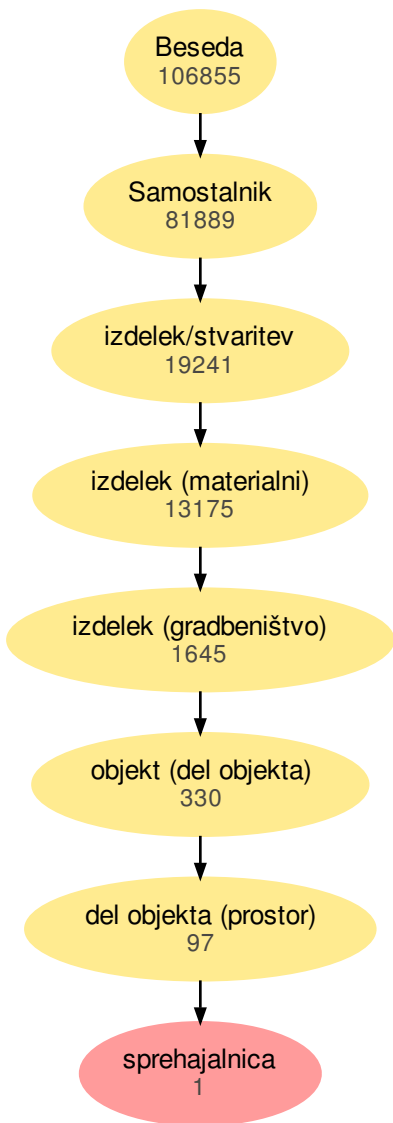 Beseda
106855
Samostalnik
81889
izdelek/stvaritev
19241
izdelek (materialni)
13175
izdelek (gradbeništvo)
1645
objekt (del objekta)
330
del objekta (prostor)
97
sprehajalnica
1